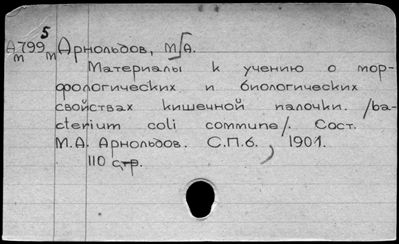 5
А799 Арнольдов, М.А.
m m
Материалы к учению о мор-
фологических и биологических
свойствах кишечной палочки. /ba-
cterium coli commune/. Сост.
М.А. Арнольдов. С.П.б., 1901.
110 стр.